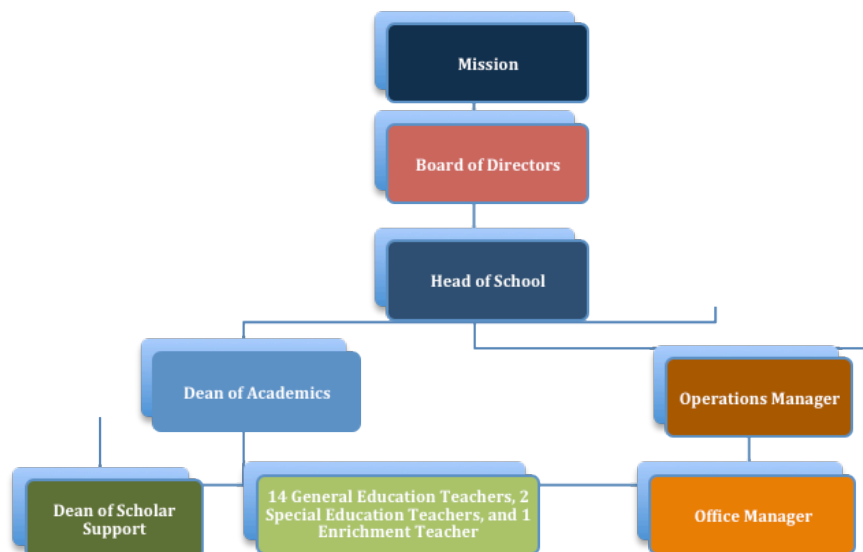 Mission
Board of Directors
Head of School
Dean of Academics
Operations Manager
Dean of Scholar
Support
14 General Education Teachers, 2
Special Education Teachers, and 1
Enrichment Teacher
Office Manager